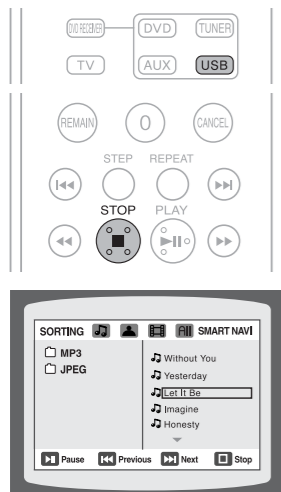 DVD RECEIVER DVD TUNER
TV AUX USB
REMAIN 0 CANCEL
STEP REPEAT
STOP PLAY
SORTING All SMART NAVI
MP3
JPEG
Without You
Yesterday
Let It Be
Imagine
Honesty
Pause Previous Next Stop